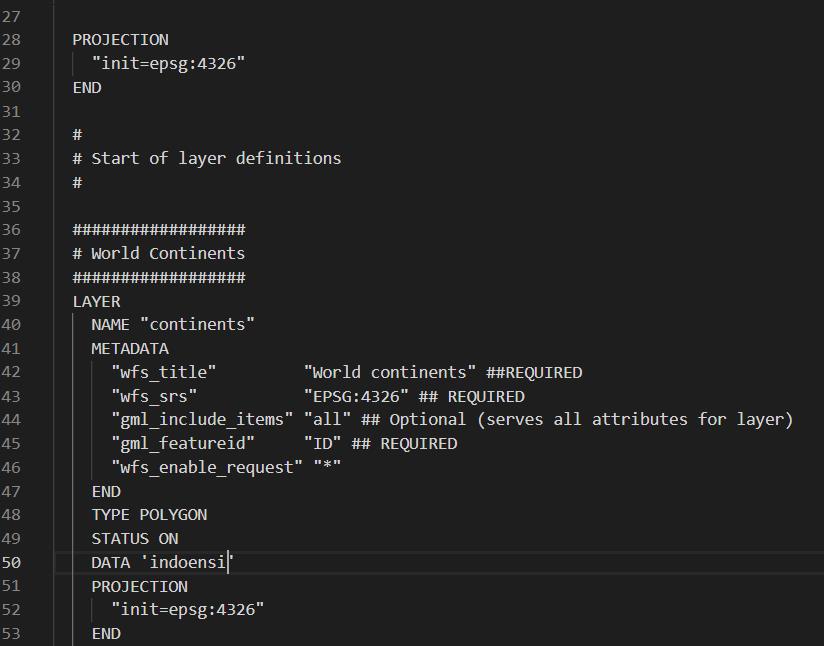 27
28 PROJECTION
29 "init=epsg:4326"
30 END
31
32 #
33 # Start of layer definitions
34 #
35
36 ##################
37 # World Continents
38 ##################
39 LAYER
40 NAME "continents"
41 METADATA
42 "wfs_title" "World continents" ##REQUIRED
43 "wfs_srs" "EPSG:4326" ## REQUIRED
44 "gml_include_items" "all" ## Optional (serves all attributes for layer)
45 "gml_featureid" "ID" ## REQUIRED
46 "wfs_enable_request" "*"
47 END
48 TYPE POLYGON
49 STATUS ON
50 DATA 'indoensi'
51 PROJECTION
52 "init=epsg:4326"
53 END